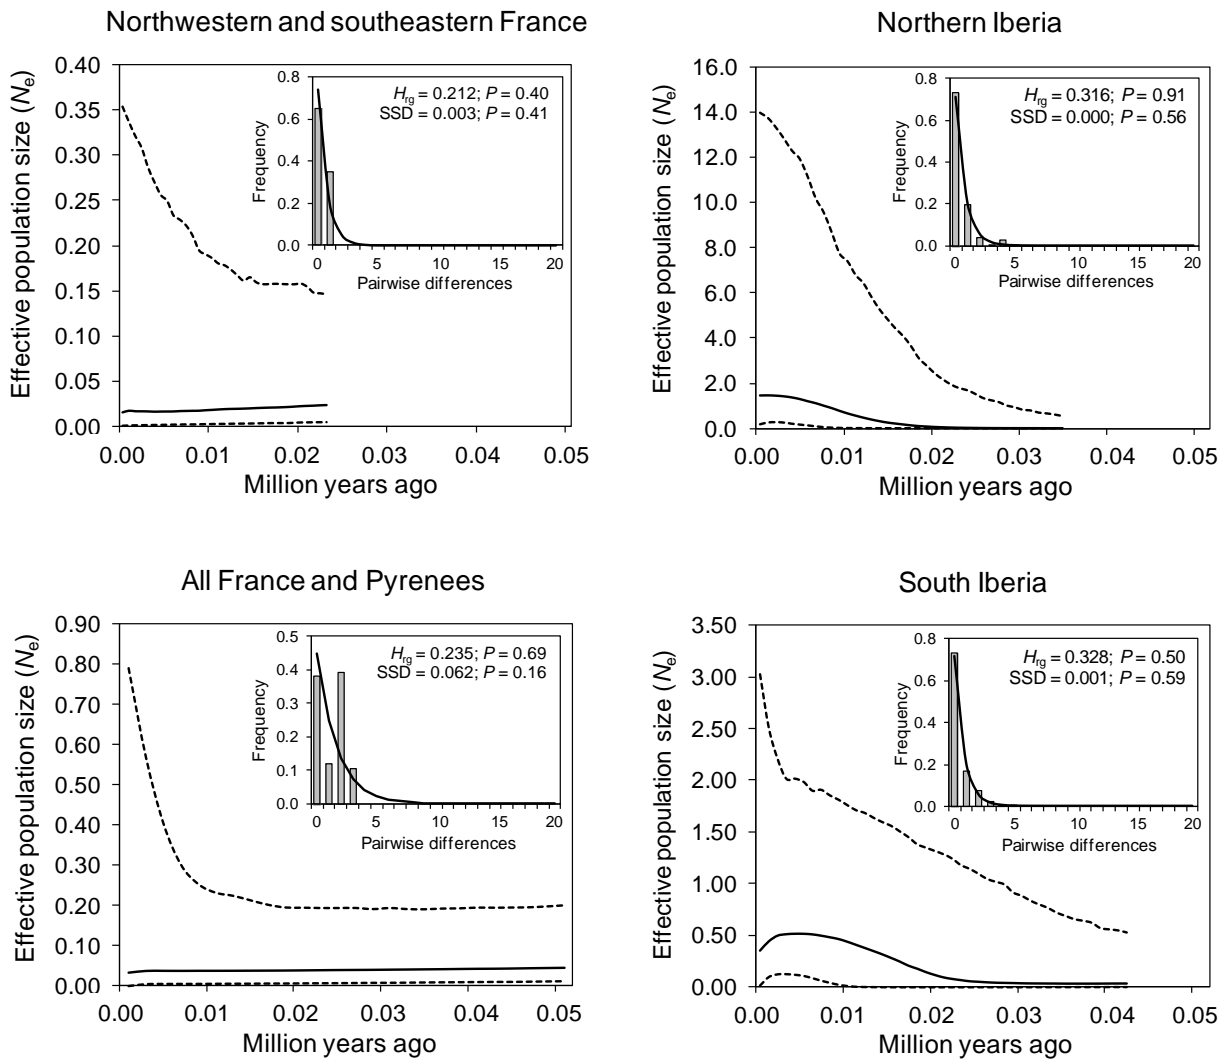 Northwestern and southeastern France
Effective population size (Ne)
0.40
0.35
0.30
0.25
0.20
0.15
0.10
0.05
0.00
0.00 0.01 0.02 0.03 0.04 0.05
Million years ago
Frequency
0.8
0.6
0.4
0.2
0.0
0 5 10 15 20
Pairwise differences
Hrg = 0.212; P = 0.40
SSD = 0.003; P = 0.41
Northern Iberia
Effective population size (Ne)
16.0
14.0
12.0
10.0
8.0
6.0
4.0
2.0
0.0
0.00 0.01 0.02 0.03 0.04 0.05
Million years ago
Frequency
0.8
0.6
0.4
0.2
0.0
0 5 10 15 20
Pairwise differences
Hrg = 0.316; P = 0.91
SSD = 0.000; P = 0.56
All France and Pyrenees
Effective population size (Ne)
0.90
0.80
0.70
0.60
0.50
0.40
0.30
0.20
0.10
0.00
0.00 0.01 0.02 0.03 0.04 0.05
Million years ago
Frequency
0.5
0.4
0.3
0.2
0.1
0.0
0 5 10 15 20
Pairwise differences
Hrg = 0.235; P = 0.69
SSD = 0.062; P = 0.16
South Iberia
Effective population size (Ne)
3.50
3.00
2.50
2.00
1.50
1.00
0.50
0.00
0.00 0.01 0.02 0.03 0.04 0.05
Million years ago
Frequency
0.8
0.6
0.4
0.2
0.0
0 5 10 15 20
Pairwise differences
Hrg = 0.328; P = 0.50
SSD = 0.001; P = 0.59